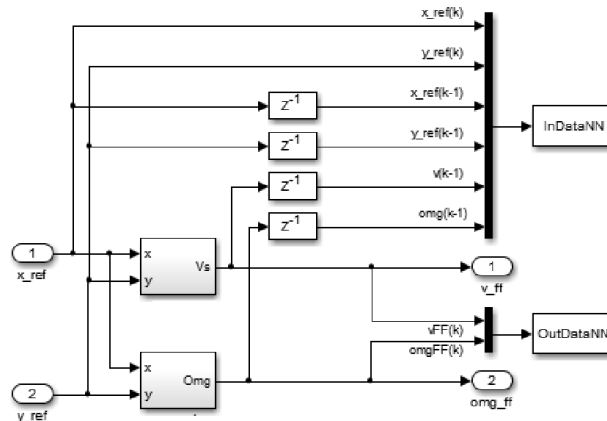 x_ref(k)
y_ref(k)
z⁻¹ x_ref(k-1)
InDataNN
z⁻¹ y_ref(k-1)
z⁻¹ v(k-1)
z⁻¹ omg(k-1)
1 x Vs
x_ref y
1
v_ff
vFF(k)
OutDataNN
omgFF(k)
x Omg
2 y
2
y_ref
omg_ff